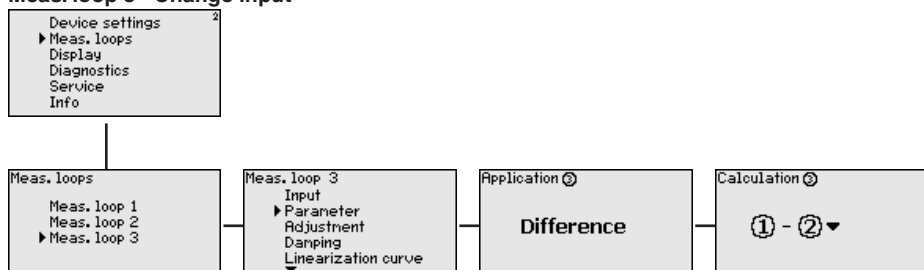 Meas. loop 3 - Change input
Device settings
2
Meas. loops
Display
Diagnostics
Service
Info
Meas. loops
Meas. loop 1
Meas. loop 2
Meas. loop 3
Meas. loop 3
Input
Parameter
Adjustment
Damping
Linearization curve
Application ③
Difference
Calculation ③
① - ②